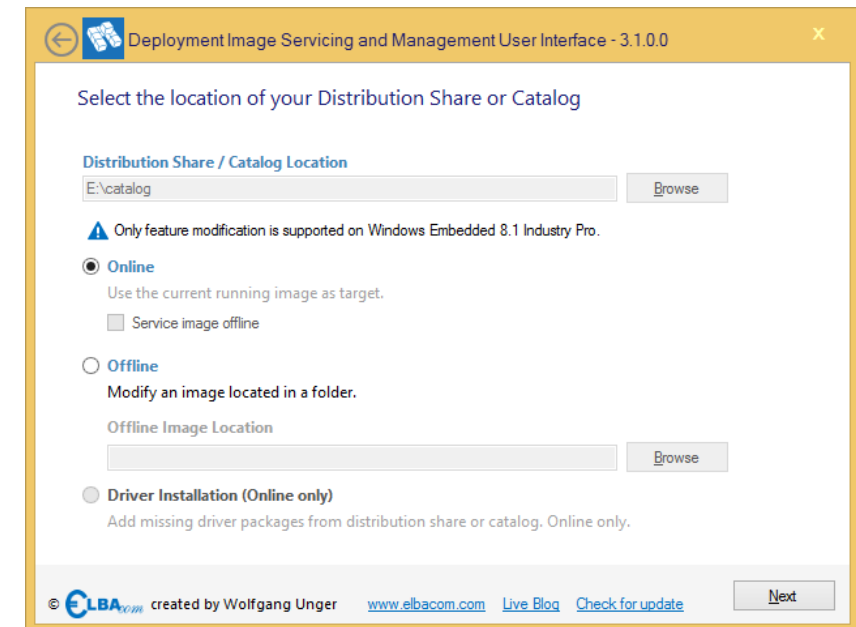 Deployment Image Servicing and Management User Interface - 3.1.0.0
x
Select the location of your Distribution Share or Catalog
Distribution Share / Catalog Location
E:\catalog
Browse
Only feature modification is supported on Windows Embedded 8.1 Industry Pro.
Online
Use the current running image as target.
Service image offline
Offline
Modify an image located in a folder.
Offline Image Location
Browse
Driver Installation (Online only)
Add missing driver packages from distribution share or catalog. Online only.
© ELBAcom created by Wolfgang Unger www.elbacom.com Live Blog Check for update Next